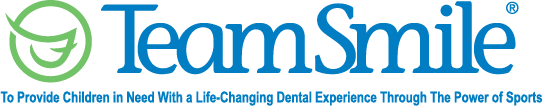 TeamSmile®
To Provide Children in Need With a Life-Changing Dental Experience Through The Power of Sports